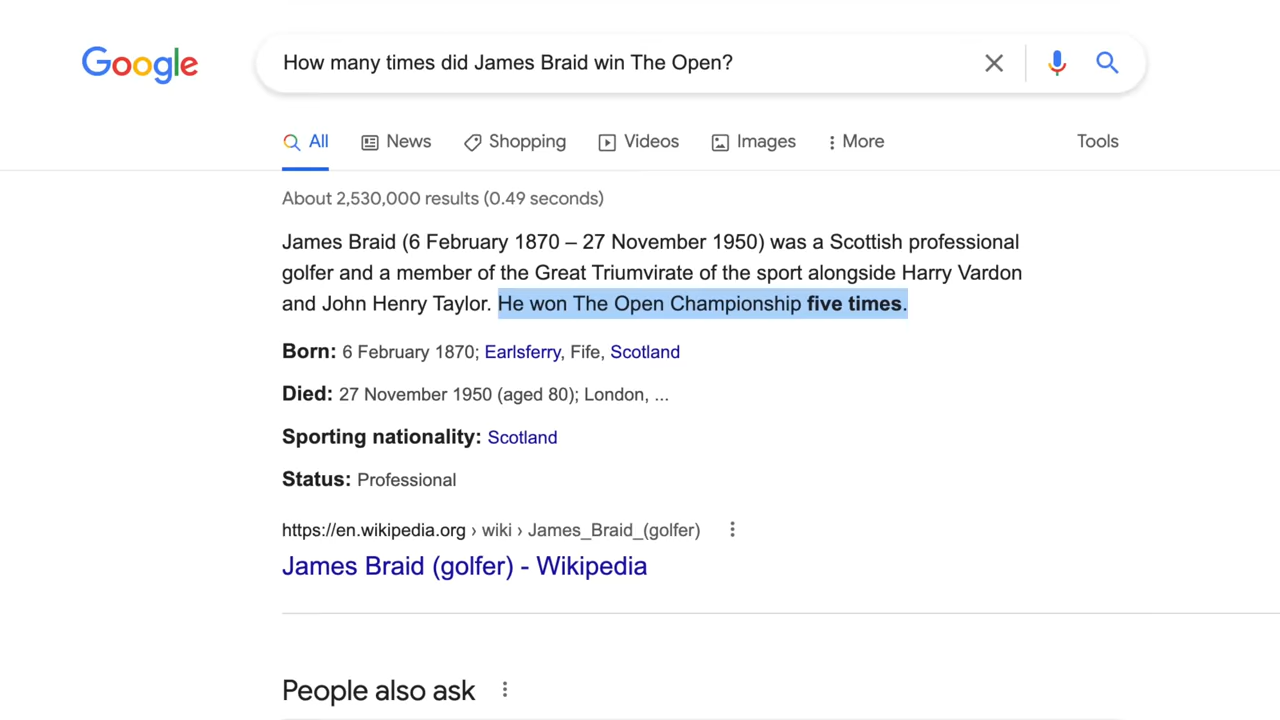 Google
How many times did James Braid win The Open?
All News Shopping Videos Images More Tools
About 2,530,000 results (0.49 seconds)
James Braid (6 February 1870 – 27 November 1950) was a Scottish professional
golfer and a member of the Great Triumvirate of the sport alongside Harry Vardon
and John Henry Taylor. He won The Open Championship five times.
Born: 6 February 1870; Earlsferry, Fife, Scotland
Died: 27 November 1950 (aged 80); London, ...
Sporting nationality: Scotland
Status: Professional
https://en.wikipedia.org › wiki › James_Braid_(golfer)
James Braid (golfer) - Wikipedia
People also ask